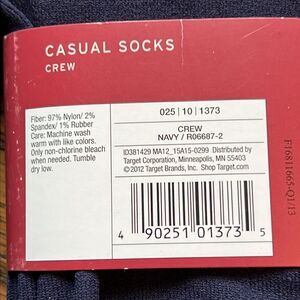 CASUAL SOCKS
CREW
Fiber: 97% Nylon/ 2%
Spandex/ 1% Rubber
Care: Machine wash
warm with like colors.
Only non-chlorine bleach
when needed. Tumble
dry low.
025 | 10 | 1373
CREW
NAVY / R06687-2
ID381429 MA12_15A15-0299 Distributed by
Target Corporation, Minneapolis, MN 55403
©2012 Target Brands, Inc. Shop Target.com
4 90251 01373 5
F16811665-Q1/13